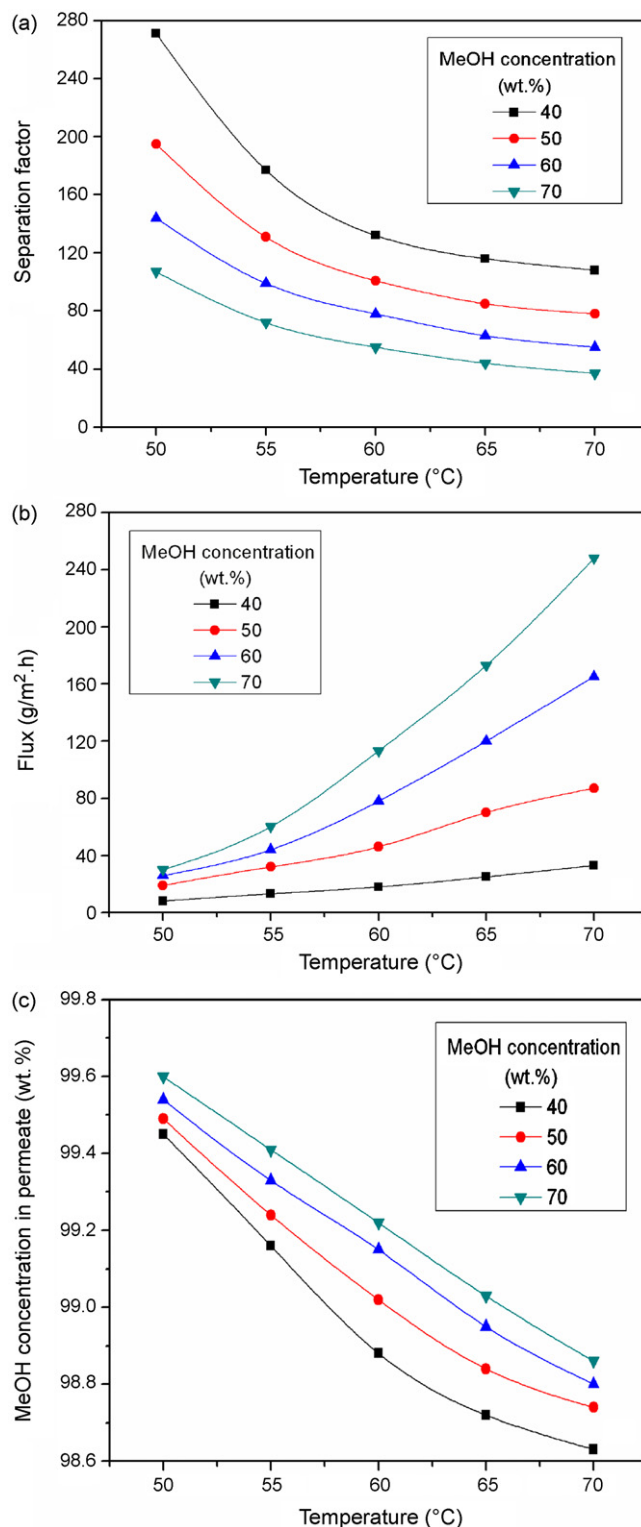 (a)
280
240
200
160
120
80
40
0
Separation factor
MeOH concentration
(wt.%)
40
50
60
70
50 55 60 65 70
Temperature (°C)
(b)
280
240
200
160
120
80
40
0
Flux (g/m².h)
MeOH concentration
(wt.%)
40
50
60
70
50 55 60 65 70
Temperature (°C)
(c)
99.8
99.6
99.4
99.2
99.0
98.8
98.6
MeOH concentration in permeate (wt.%)
MeOH concentration
(wt.%)
40
50
60
70
50 55 60 65 70
Temperature (°C)